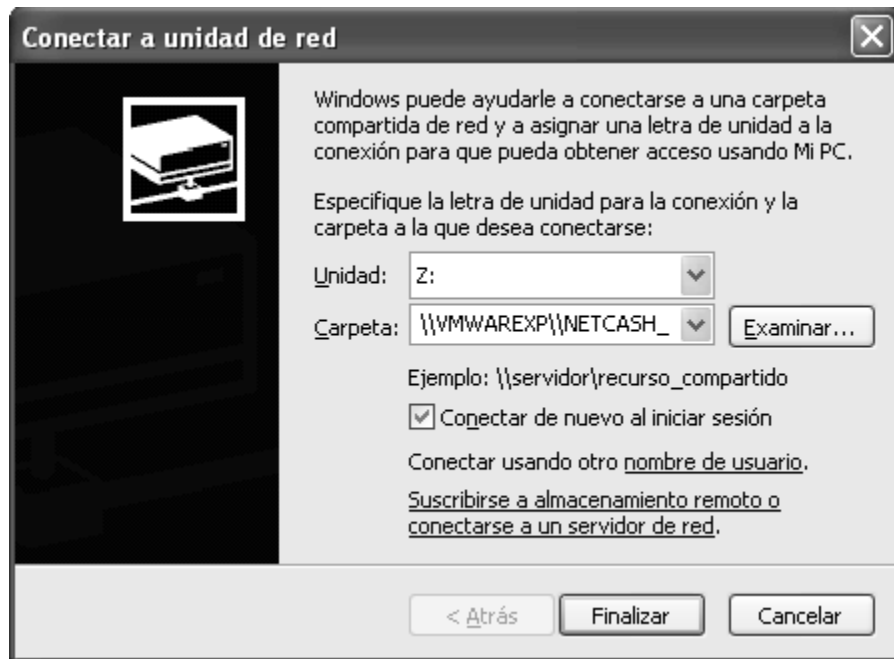 Conectar a unidad de red
Windows puede ayudarle a conectarse a una carpeta
compartida de red y a asignar una letra de unidad a la
conexión para que pueda obtener acceso usando Mi PC.
Especifique la letra de unidad para la conexión y la
carpeta a la que desea conectarse:
Unidad: Z:
Carpeta: \\VMWAREXP\\NETCASH_ Examinar...
Ejemplo: \\servidor\recurso_compartido
Conectar de nuevo al iniciar sesión
Conectar usando otro nombre de usuario.
Suscribirse a almacenamiento remoto o
conectarse a un servidor de red.
< Atrás Finalizar Cancelar